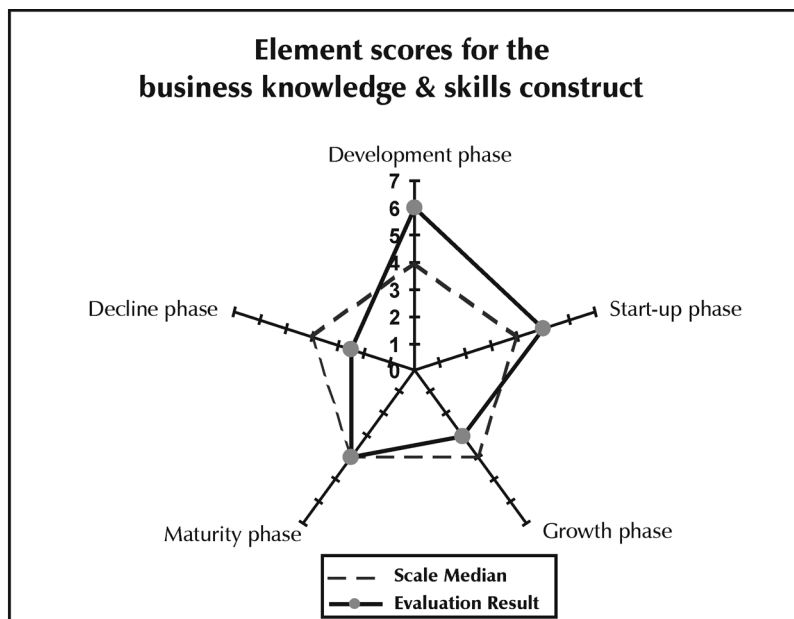 Element scores for the
business knowledge & skills construct
Development phase
7
6
5
4
3
2
1
0
Decline phase
Start-up phase
Maturity phase
Growth phase
Scale Median
Evaluation Result